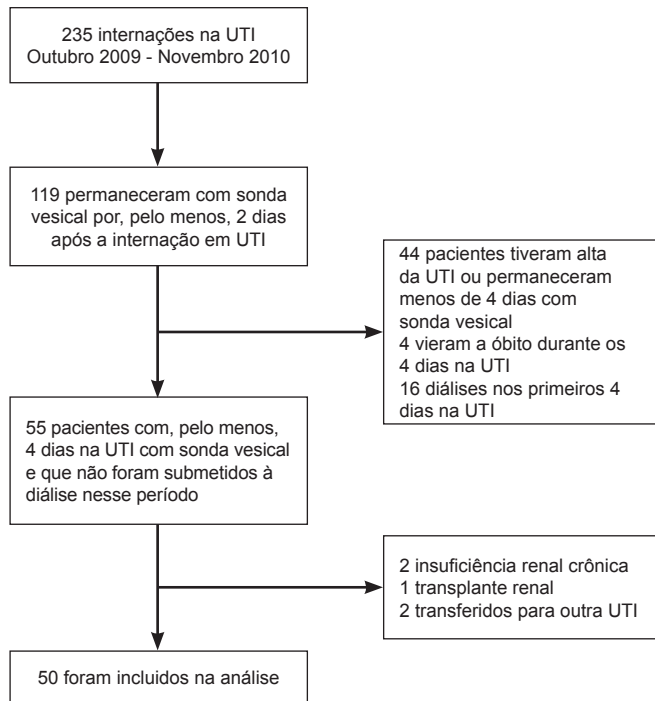 235 internações na UTI
Outubro 2009 - Novembro 2010
119 permaneceram com sonda
vesical por, pelo menos, 2 dias
após a internação em UTI
44 pacientes tiveram alta
da UTI ou permaneceram
menos de 4 dias com
sonda vesical
4 vieram a óbito durante os
4 dias na UTI
16 diálises nos primeiros 4
dias na UTI
55 pacientes com, pelo menos,
4 dias na UTI com sonda vesical
e que não foram submetidos à
diálise nesse período
2 insuficiência renal crônica
1 transplante renal
2 transferidos para outra UTI
50 foram incluidos na análise